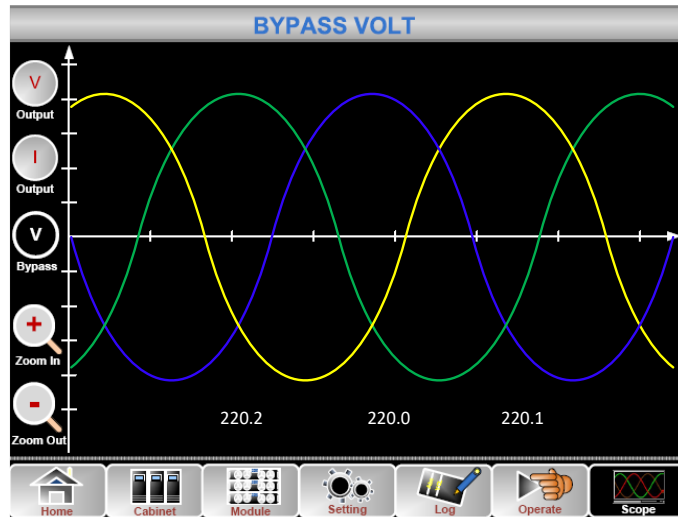 BYPASS VOLT
V
Output
I
Output
V
Bypass
+
Zoom In
-
Zoom Out
220.2 220.0 220.1
Home Cabinet Module Setting Log Operate Scope